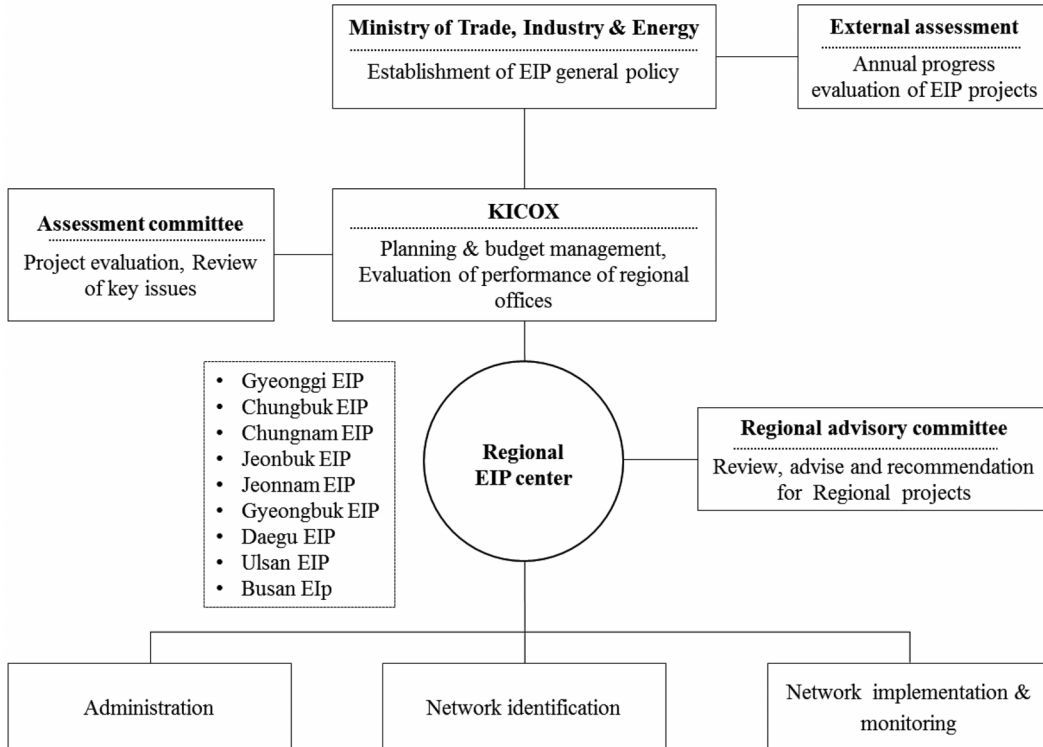 Ministry of Trade, Industry & Energy
Establishment of EIP general policy
External assessment
Annual progress
evaluation of EIP projects
Assessment committee
Project evaluation, Review
of key issues
KICOX
Planning & budget management,
Evaluation of performance of regional
offices
• Gyeonggi EIP
• Chungbuk EIP
• Chungnam EIP
• Jeonbuk EIP
• Jeonnam EIP
• Gyeongbuk EIP
• Daegu EIP
• Ulsan EIP
• Busan EIp
Regional
EIP center
Regional advisory committee
Review, advise and recommendation
for Regional projects
Administration
Network identification
Network implementation &
monitoring